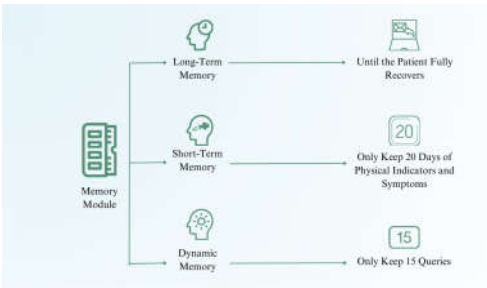 Long-Term
Memory
Until the Patient Fully
Recovers
Memory
Module
Short-Term
Memory
20
Only Keep 20 Days of
Physical Indicators and
Symptoms
Dynamic
Memory
15
Only Keep 15 Queries